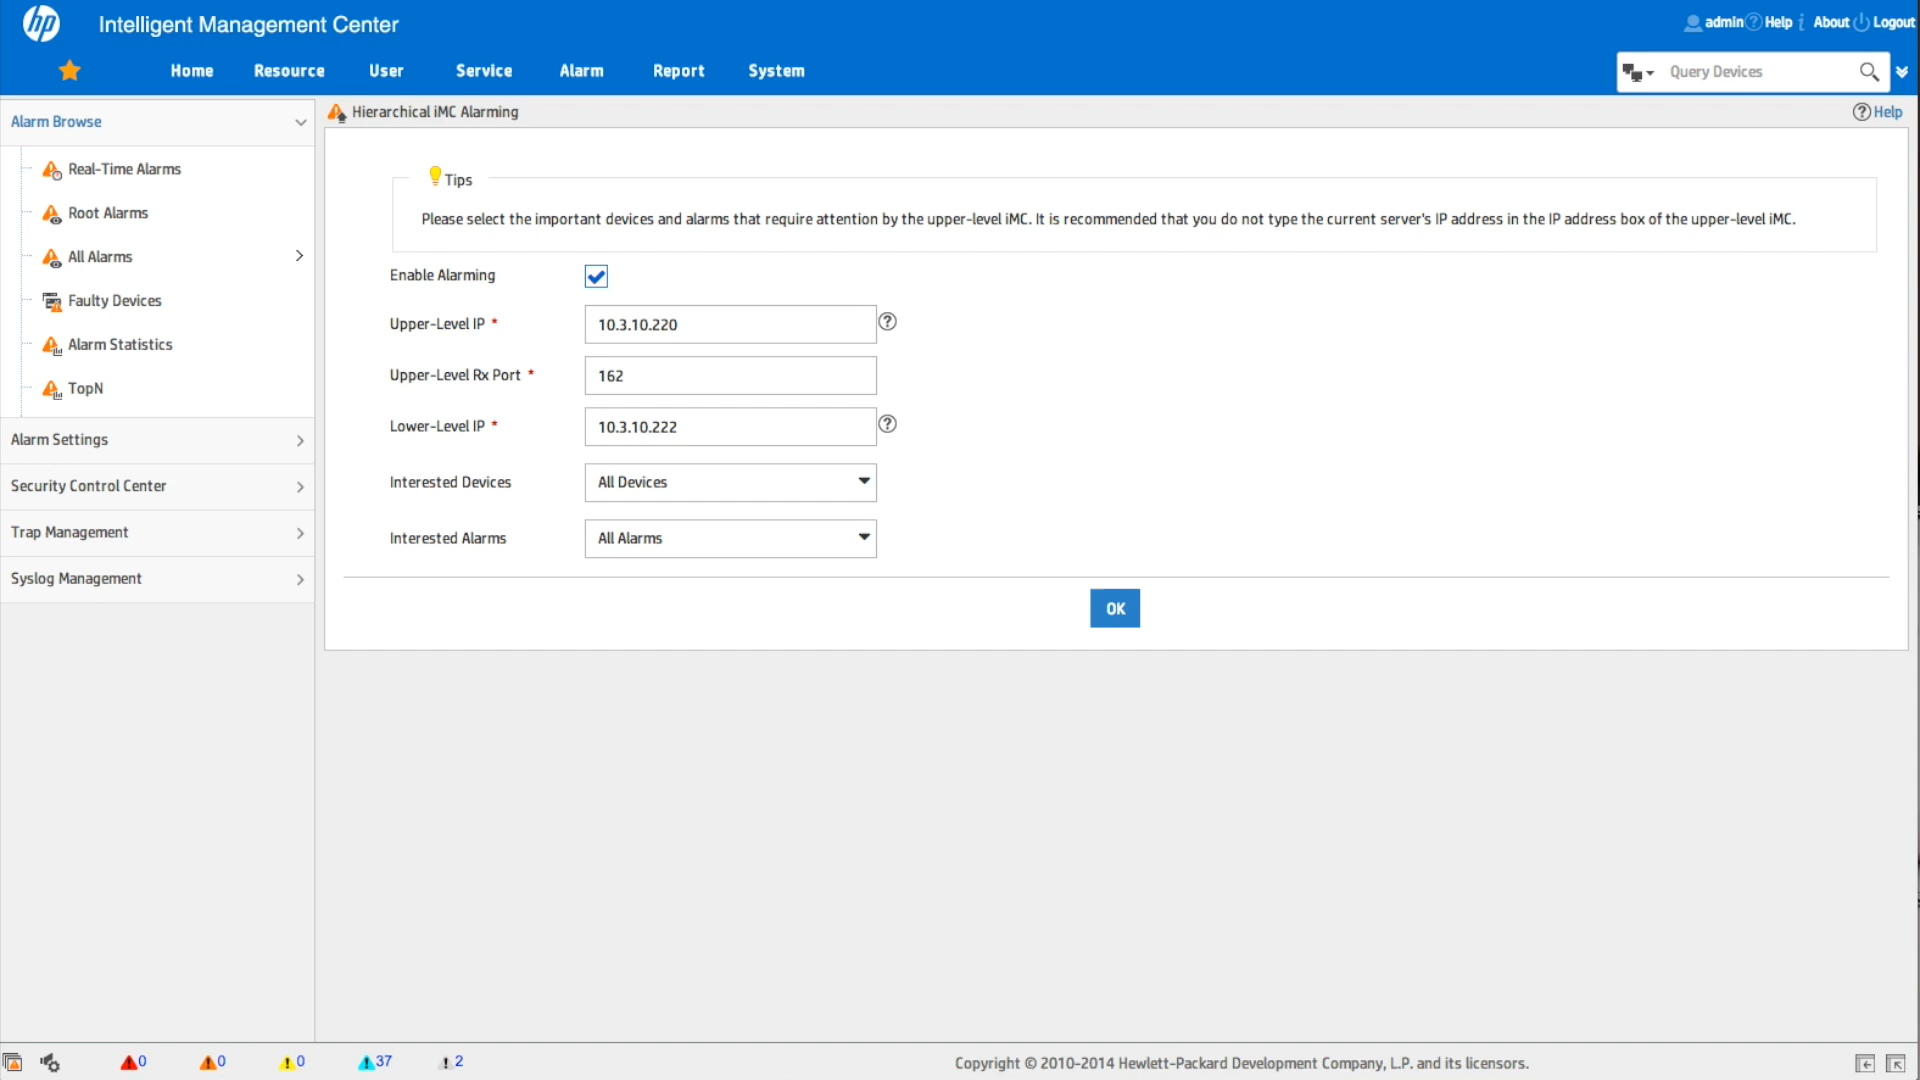 hp Intelligent Management Center
admin Help About Logout
Home Resource User Service Alarm Report System
Query Devices
Alarm Browse
Real-Time Alarms
Root Alarms
All Alarms
Faulty Devices
Alarm Statistics
TopN
Alarm Settings
Security Control Center
Trap Management
Syslog Management
Hierarchical iMC Alarming
Help
Tips
Please select the important devices and alarms that require attention by the upper-level iMC. It is recommended that you do not type the current server's IP address in the IP address box of the upper-level iMC.
Enable Alarming
Upper-Level IP * 10.3.10.220
Upper-Level Rx Port * 162
Lower-Level IP * 10.3.10.222
Interested Devices All Devices
Interested Alarms All Alarms
OK
0 0 0 37 2
Copyright © 2010-2014 Hewlett-Packard Development Company, L.P. and its licensors.